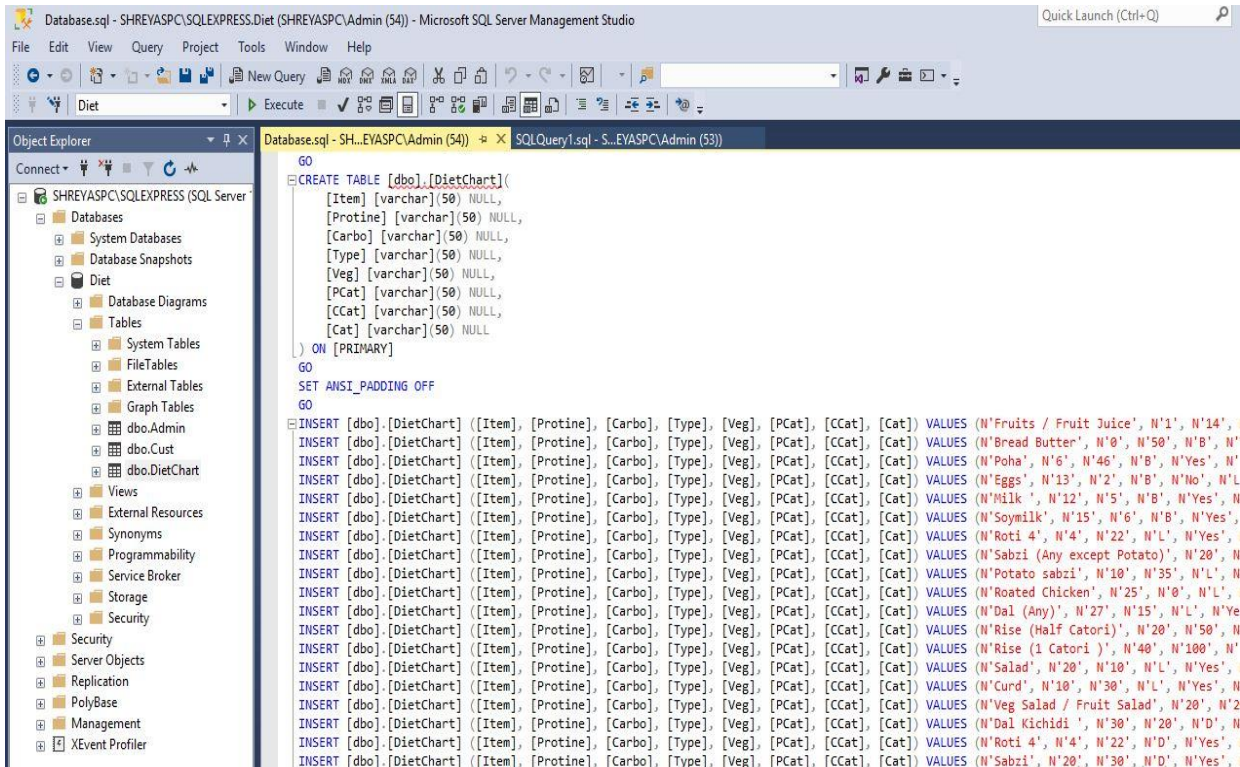 Database.sql - SHREYASPC\SQLEXPRESS.Diet (SHREYASPC\Admin (54)) - Microsoft SQL Server Management Studio
Quick Launch (Ctrl+Q)
File Edit View Query Project Tools Window Help
New Query
Diet
Execute
Object Explorer
Connect
SHREYASPC\SQLEXPRESS (SQL Server
Databases
System Databases
Database Snapshots
Diet
Database Diagrams
Tables
System Tables
FileTables
External Tables
Graph Tables
dbo.Admin
dbo.Cust
dbo.DietChart
Views
External Resources
Synonyms
Programmability
Service Broker
Storage
Security
Security
Server Objects
Replication
PolyBase
Management
XEvent Profiler
Database.sql - SH...EYASPC\Admin (54))
SQLQuery1.sql - S...EYASPC\Admin (53))
GO
CREATE TABLE [dbo].[DietChart](
[Item] [varchar](50) NULL,
[Protine] [varchar](50) NULL,
[Carbo] [varchar](50) NULL,
[Type] [varchar](50) NULL,
[Veg] [varchar](50) NULL,
[PCat] [varchar](50) NULL,
[CCat] [varchar](50) NULL,
[Cat] [varchar](50) NULL
) ON [PRIMARY]
GO
SET ANSI_PADDING OFF
GO
INSERT [dbo].[DietChart] ([Item], [Protine], [Carbo], [Type], [Veg], [PCat], [CCat], [Cat]) VALUES (N'Fruits / Fruit Juice', N'1', N'14',
INSERT [dbo].[DietChart] ([Item], [Protine], [Carbo], [Type], [Veg], [PCat], [CCat], [Cat]) VALUES (N'Bread Butter', N'0', N'50', N'B', N'
INSERT [dbo].[DietChart] ([Item], [Protine], [Carbo], [Type], [Veg], [PCat], [CCat], [Cat]) VALUES (N'Poha', N'6', N'46', N'B', N'Yes', N'
INSERT [dbo].[DietChart] ([Item], [Protine], [Carbo], [Type], [Veg], [PCat], [CCat], [Cat]) VALUES (N'Eggs', N'13', N'2', N'B', N'No', N'L
INSERT [dbo].[DietChart] ([Item], [Protine], [Carbo], [Type], [Veg], [PCat], [CCat], [Cat]) VALUES (N'Milk ', N'12', N'5', N'B', N'Yes', N
INSERT [dbo].[DietChart] ([Item], [Protine], [Carbo], [Type], [Veg], [PCat], [CCat], [Cat]) VALUES (N'Soymilk', N'15', N'6', N'B', N'Yes',
INSERT [dbo].[DietChart] ([Item], [Protine], [Carbo], [Type], [Veg], [PCat], [CCat], [Cat]) VALUES (N'Roti 4', N'4', N'22', N'L', N'Yes',
INSERT [dbo].[DietChart] ([Item], [Protine], [Carbo], [Type], [Veg], [PCat], [CCat], [Cat]) VALUES (N'Sabzi (Any except Potato)', N'20', N
INSERT [dbo].[DietChart] ([Item], [Protine], [Carbo], [Type], [Veg], [PCat], [CCat], [Cat]) VALUES (N'Potato sabzi', N'10', N'35', N'L', N
INSERT [dbo].[DietChart] ([Item], [Protine], [Carbo], [Type], [Veg], [PCat], [CCat], [Cat]) VALUES (N'Roated Chicken', N'25', N'0', N'L',
INSERT [dbo].[DietChart] ([Item], [Protine], [Carbo], [Type], [Veg], [PCat], [CCat], [Cat]) VALUES (N'Dal (Any)', N'27', N'15', N'L', N'Ye
INSERT [dbo].[DietChart] ([Item], [Protine], [Carbo], [Type], [Veg], [PCat], [CCat], [Cat]) VALUES (N'Rise (Half Catori)', N'20', N'50', N
INSERT [dbo].[DietChart] ([Item], [Protine], [Carbo], [Type], [Veg], [PCat], [CCat], [Cat]) VALUES (N'Rise (1 Catori )', N'40', N'100', N'
INSERT [dbo].[DietChart] ([Item], [Protine], [Carbo], [Type], [Veg], [PCat], [CCat], [Cat]) VALUES (N'Salad', N'20', N'10', N'L', N'Yes',
INSERT [dbo].[DietChart] ([Item], [Protine], [Carbo], [Type], [Veg], [PCat], [CCat], [Cat]) VALUES (N'Curd', N'10', N'30', N'L', N'Yes', N
INSERT [dbo].[DietChart] ([Item], [Protine], [Carbo], [Type], [Veg], [PCat], [CCat], [Cat]) VALUES (N'Veg Salad / Fruit Salad', N'20', N'2
INSERT [dbo].[DietChart] ([Item], [Protine], [Carbo], [Type], [Veg], [PCat], [CCat], [Cat]) VALUES (N'Dal Kichidi ', N'30', N'20', N'D', N
INSERT [dbo].[DietChart] ([Item], [Protine], [Carbo], [Type], [Veg], [PCat], [CCat], [Cat]) VALUES (N'Roti 4', N'4', N'22', N'D', N'Yes',
INSERT [dbo].[DietChart] ([Item], [Protine], [Carbo], [Type], [Veg], [PCat], [CCat], [Cat]) VALUES (N'Sabzi', N'20', N'30', N'D', N'Yes',